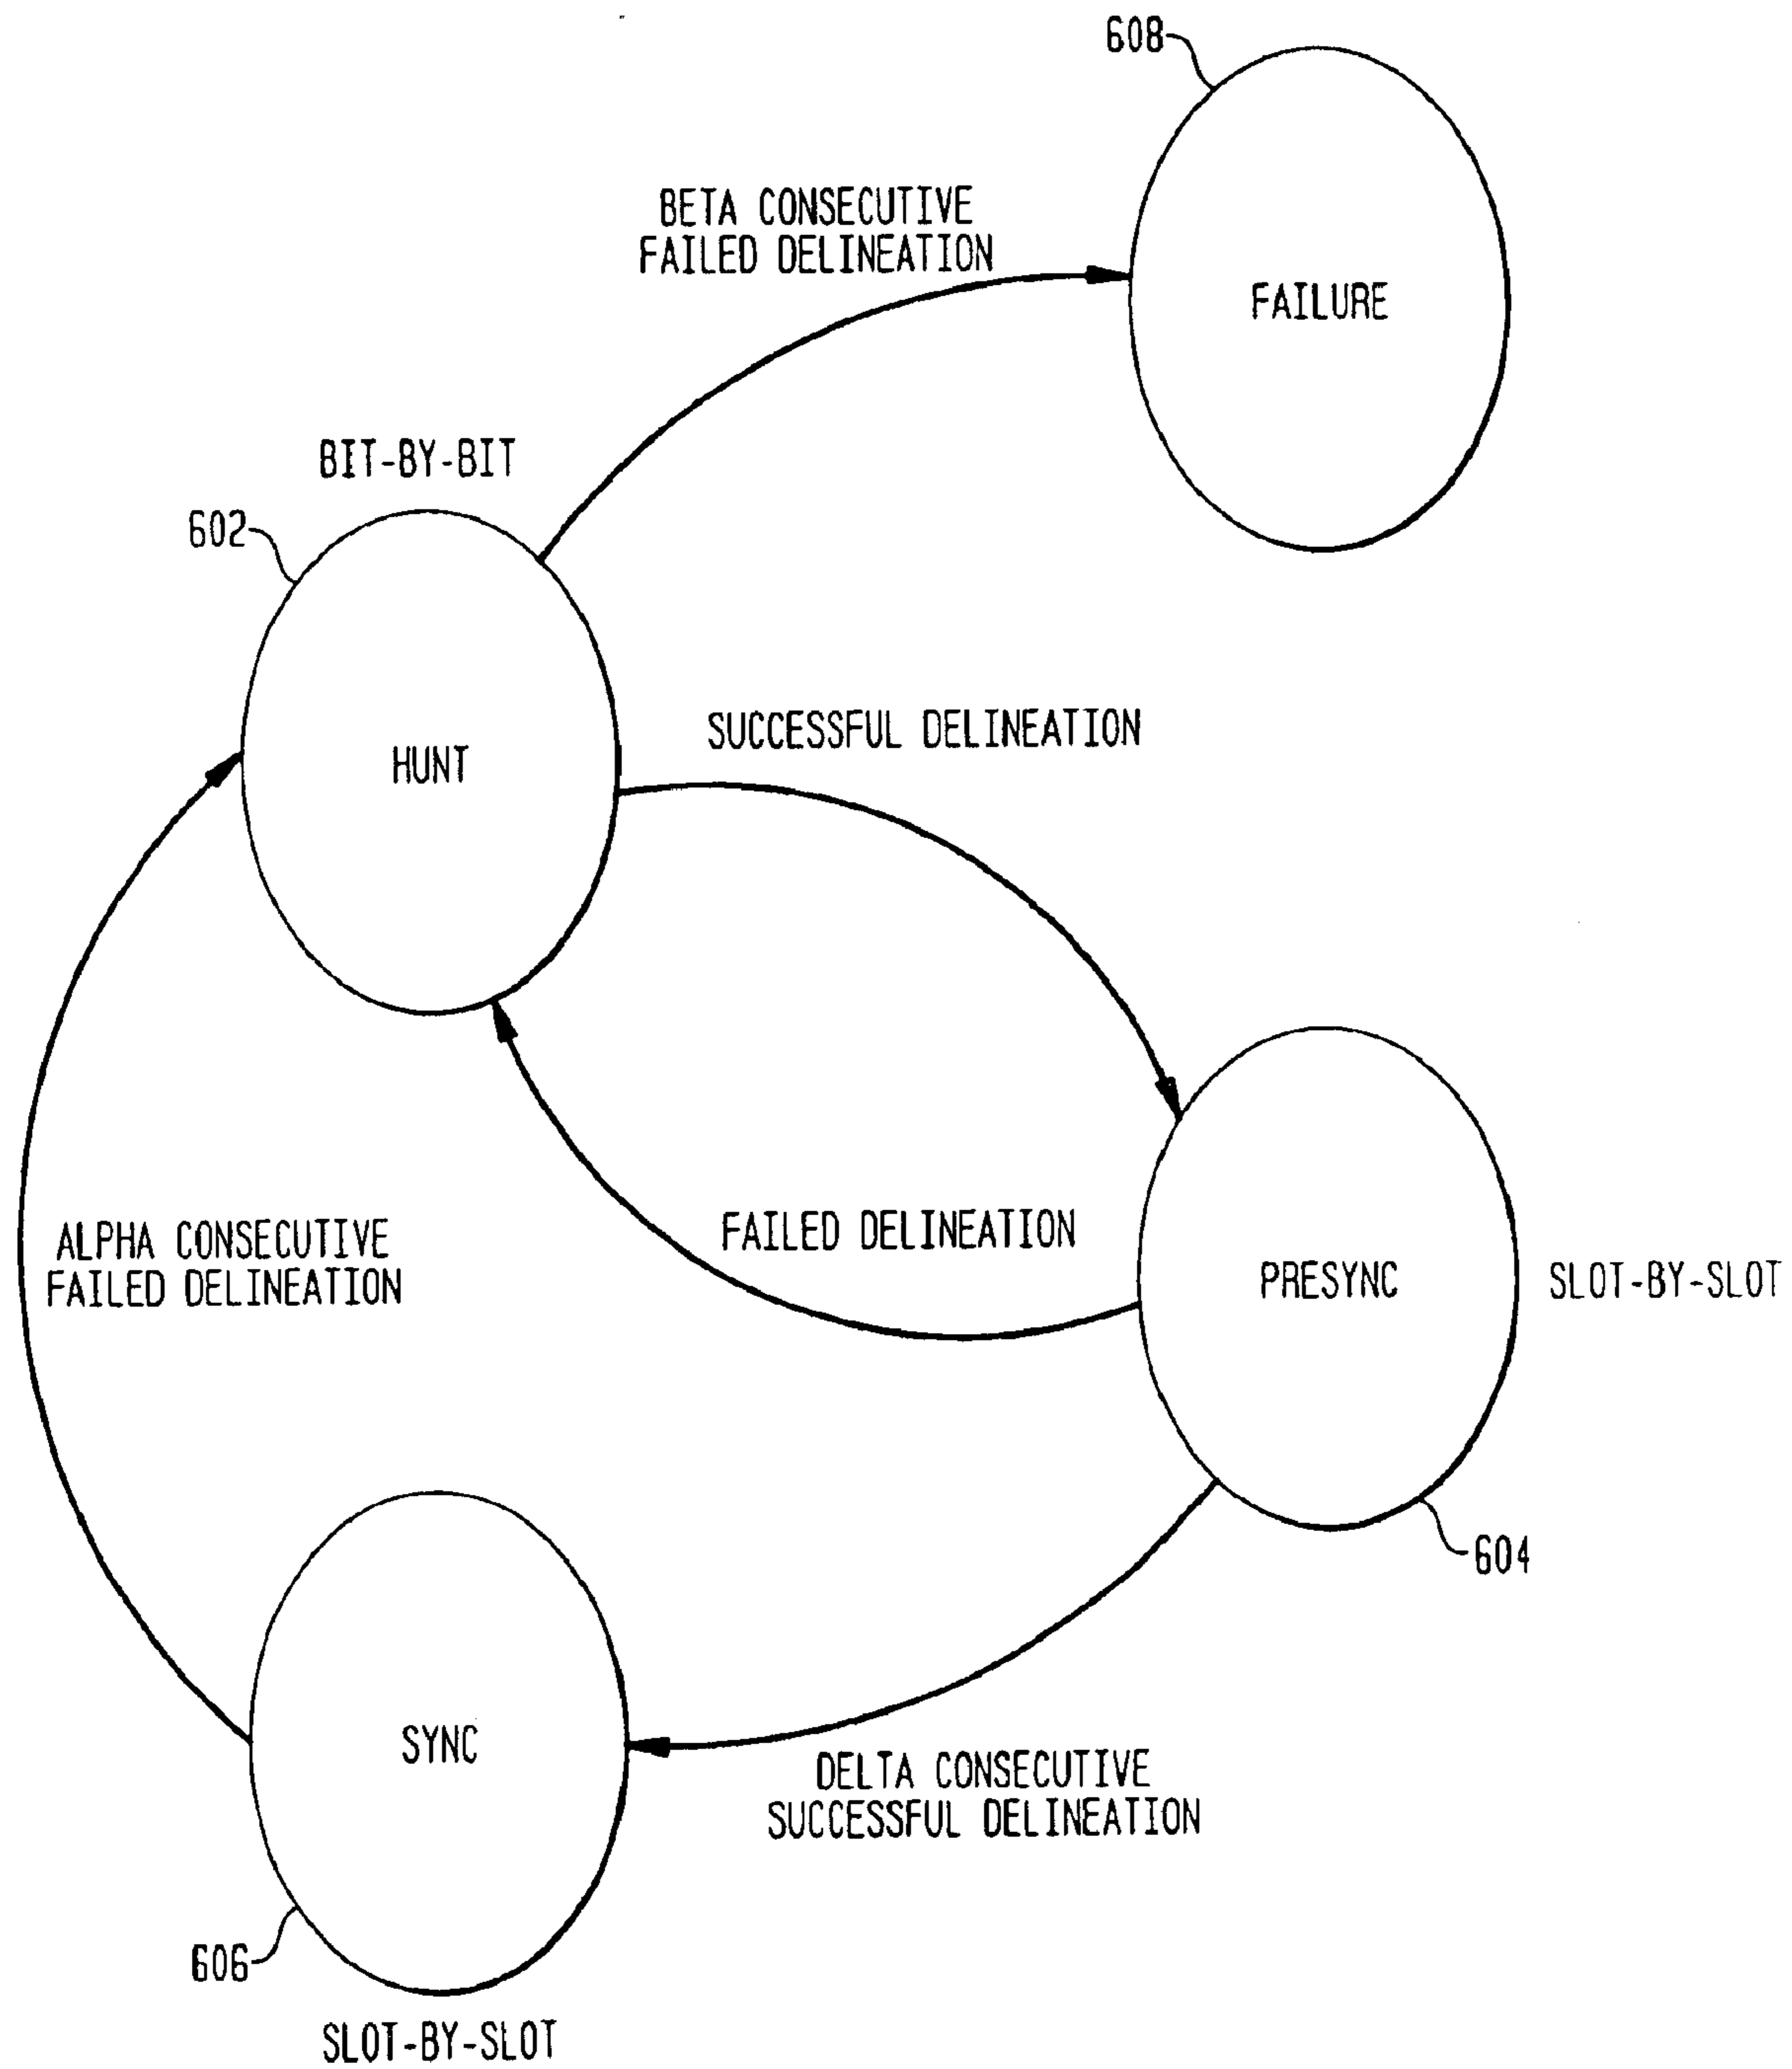 608
BETA CONSECUTIVE
FAILED DELINEATION
FAILURE
BIT-BY-BIT
602
SUCCESSFUL DELINEATION
HUNT
ALPHA CONSECUTIVE
FAILED DELINEATION
FAILED DELINEATION
PRESYNC
SLOT-BY-SLOT
604
SYNC
DELTA CONSECUTIVE
SUCCESSFUL DELINEATION
606
SLOT-BY-SLOT